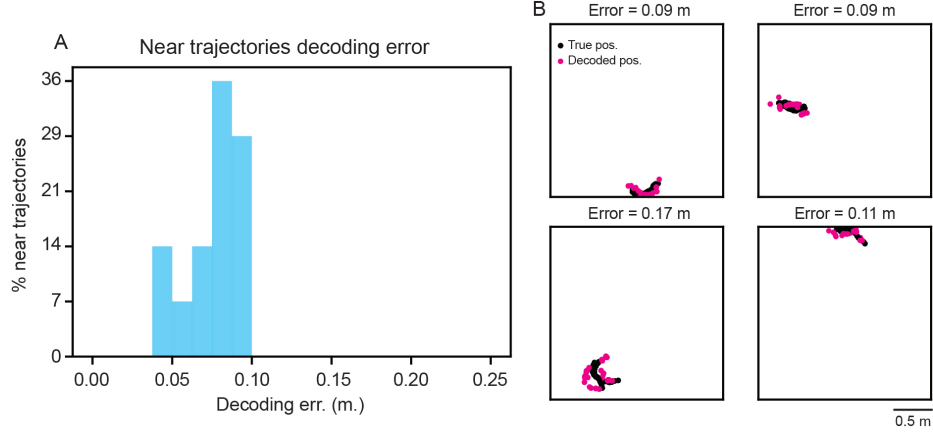 A
Near trajectories decoding error
% near trajectories
36
29
21
14
7
0
0.00 0.05 0.10 0.15 0.20 0.25
Decoding err. (m.)
B
Error = 0.09 m
True pos.
Decoded pos.
Error = 0.09 m
Error = 0.17 m
Error = 0.11 m
0.5 m